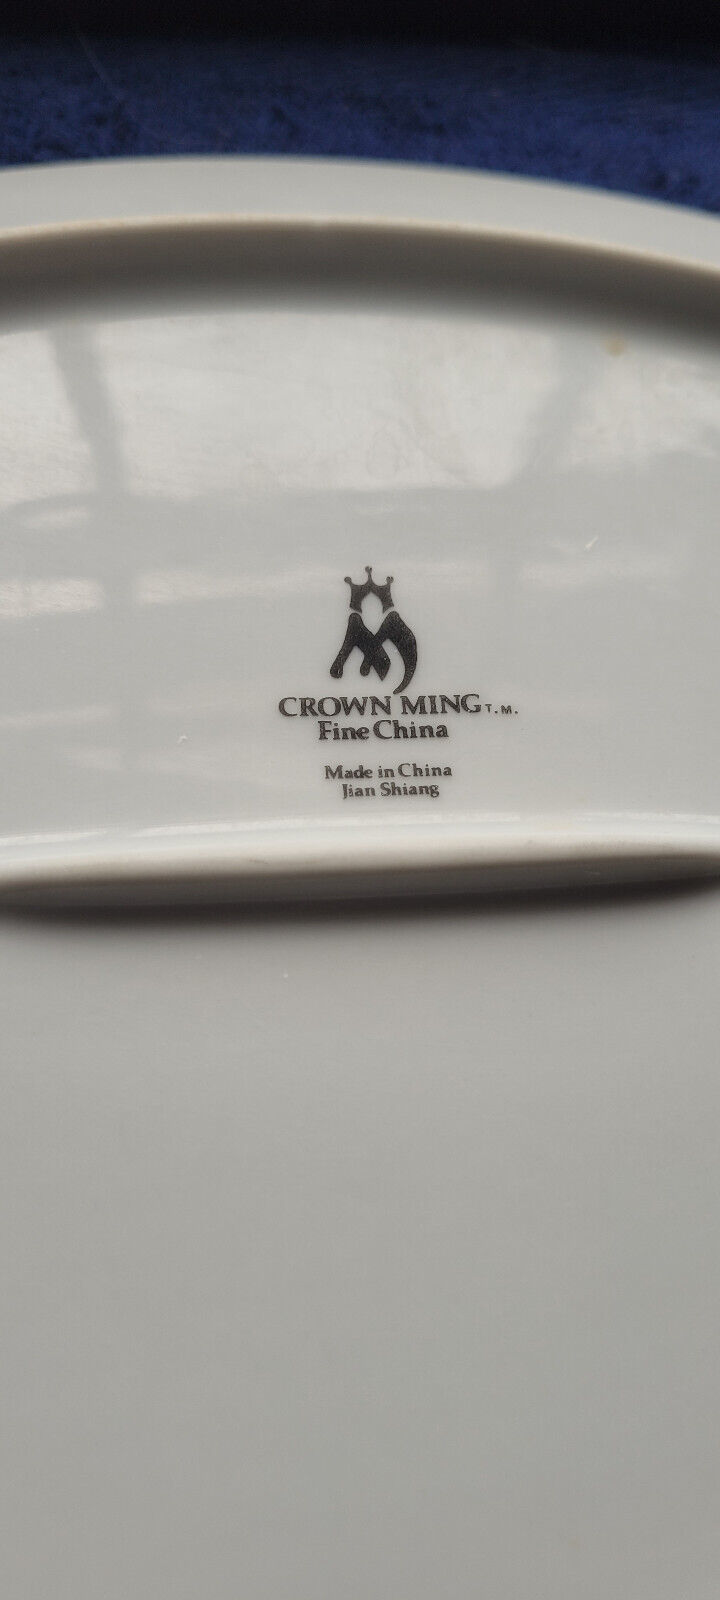 CROWN MING T.M.
Fine China
Made in China
Jian Shiang